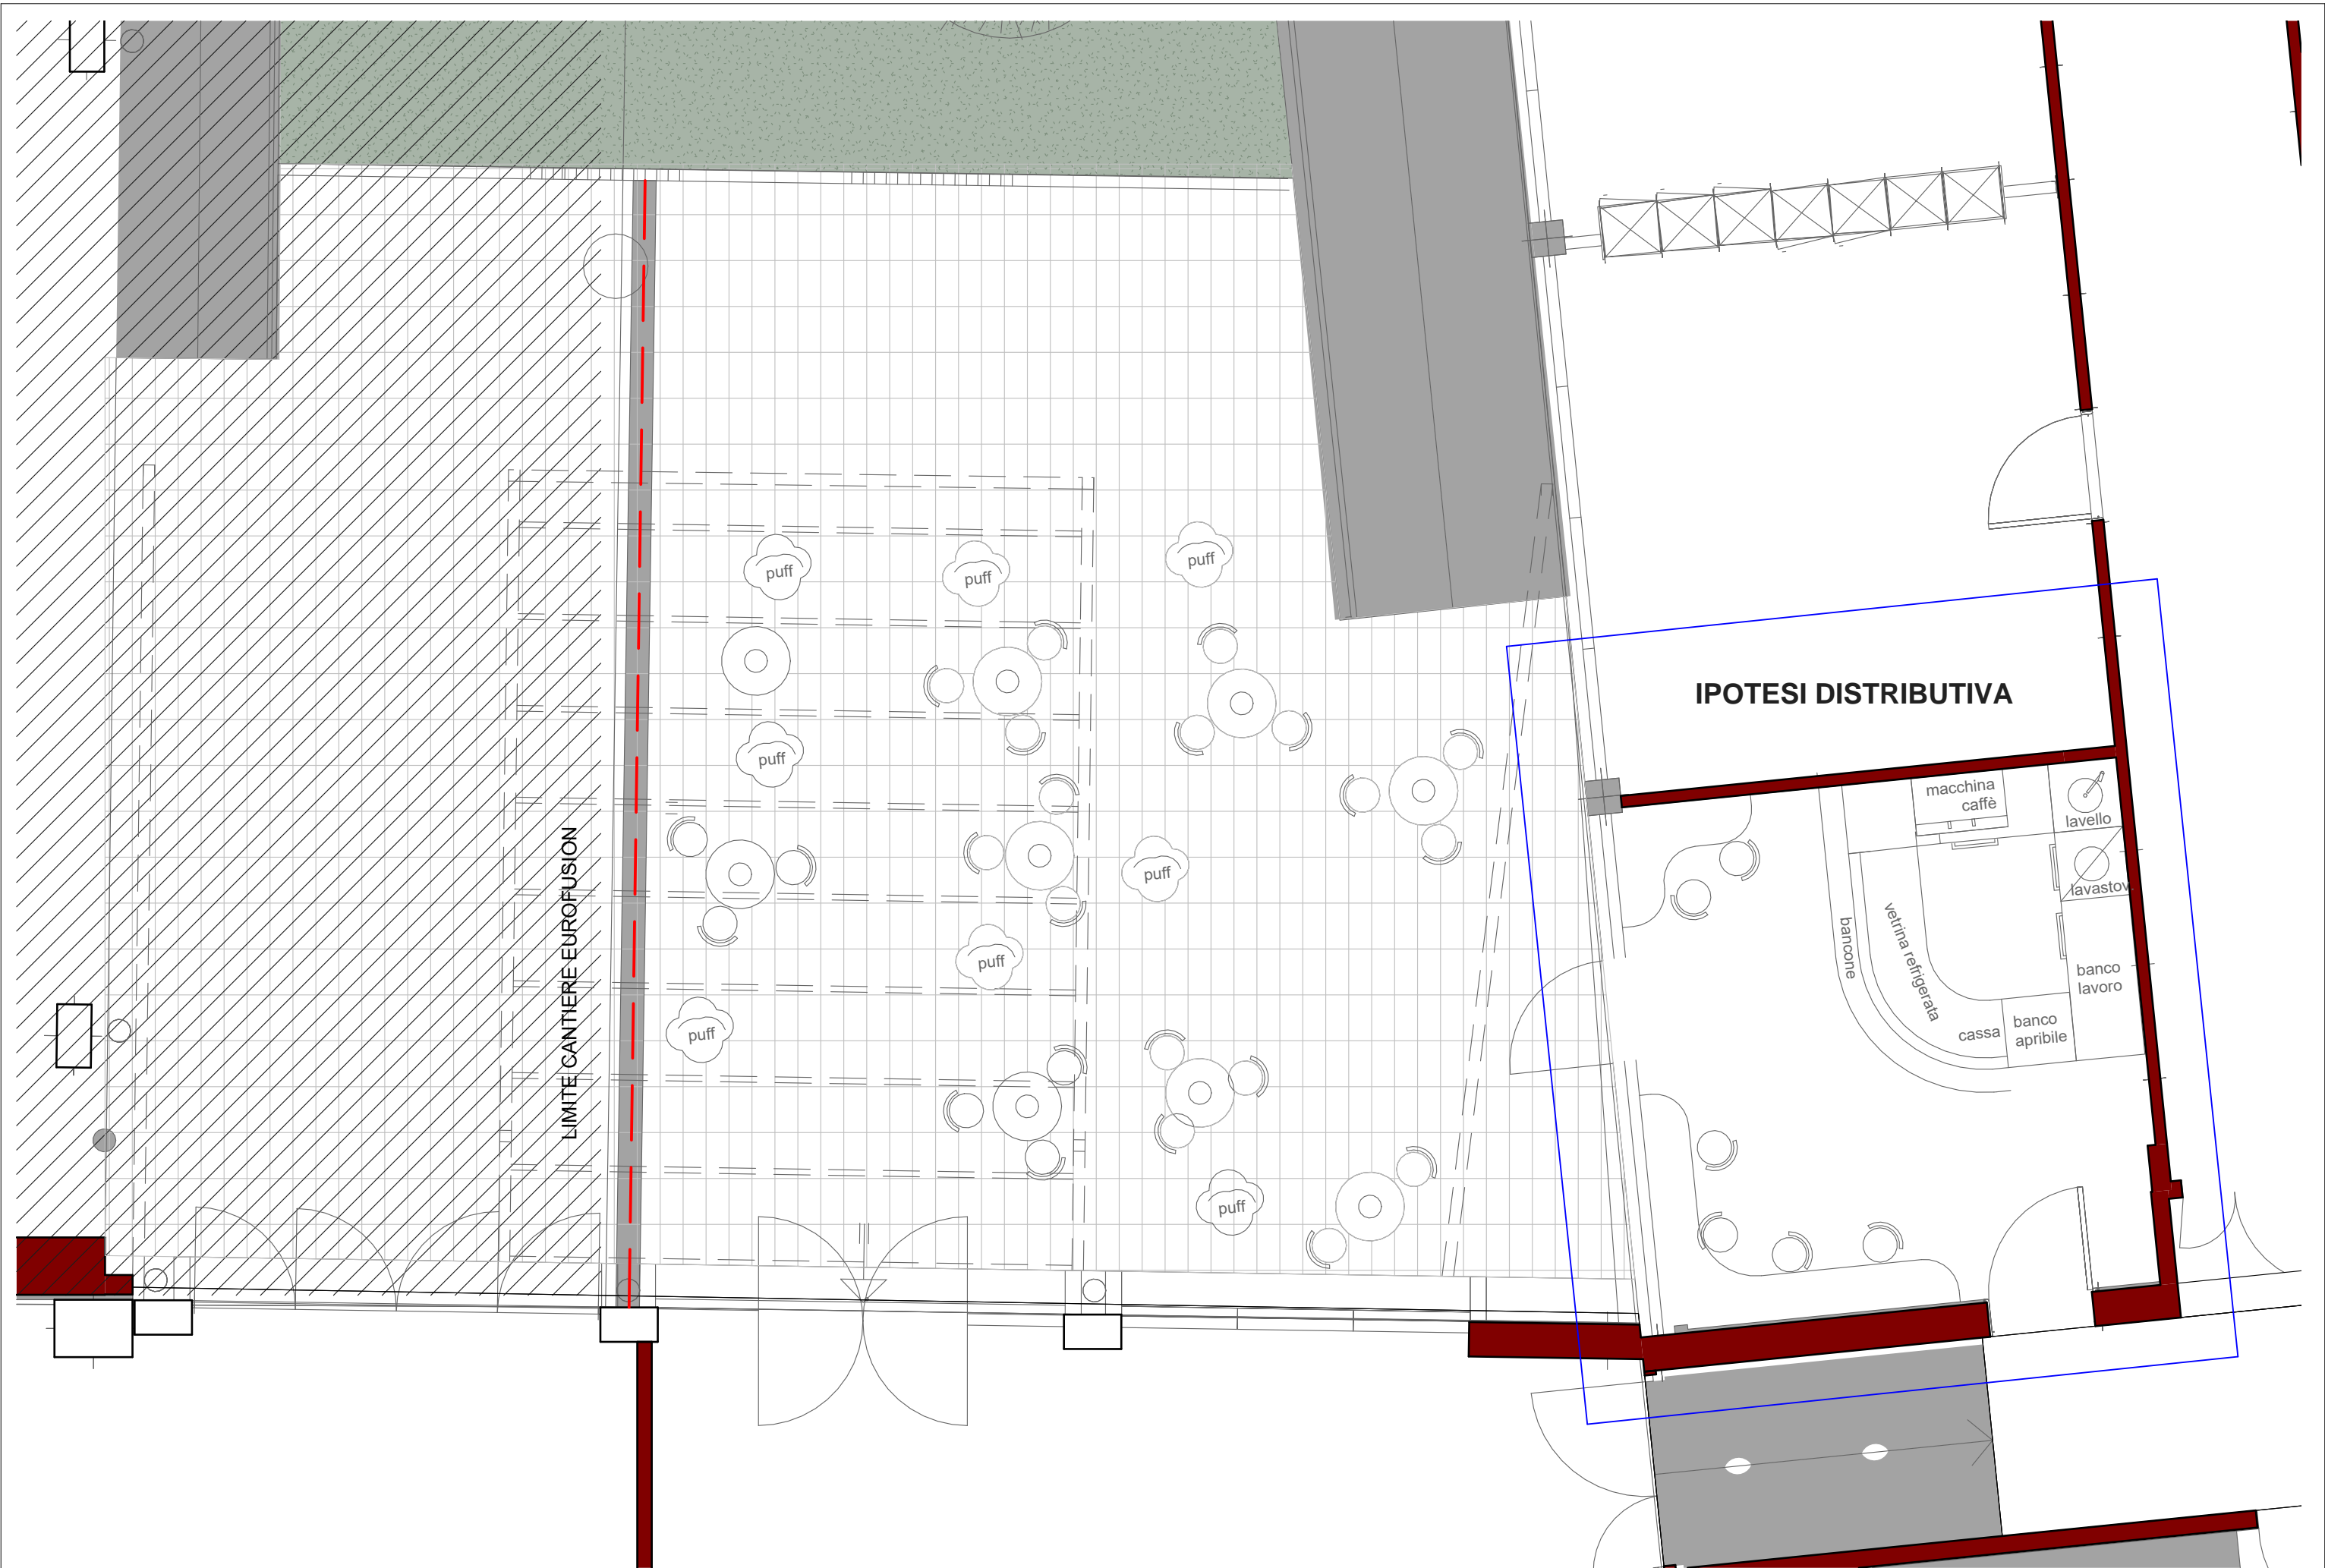 puff
puff
puff
IPOTESI DISTRIBUTIVA
puff
macchina
caffè
lavello
puff
lavastov.
LIMITE CANTIERE EUROFUSION
bancone
vetrina refrigerata
puff
banco
lavoro
puff
cassa
banco
apribile
puff